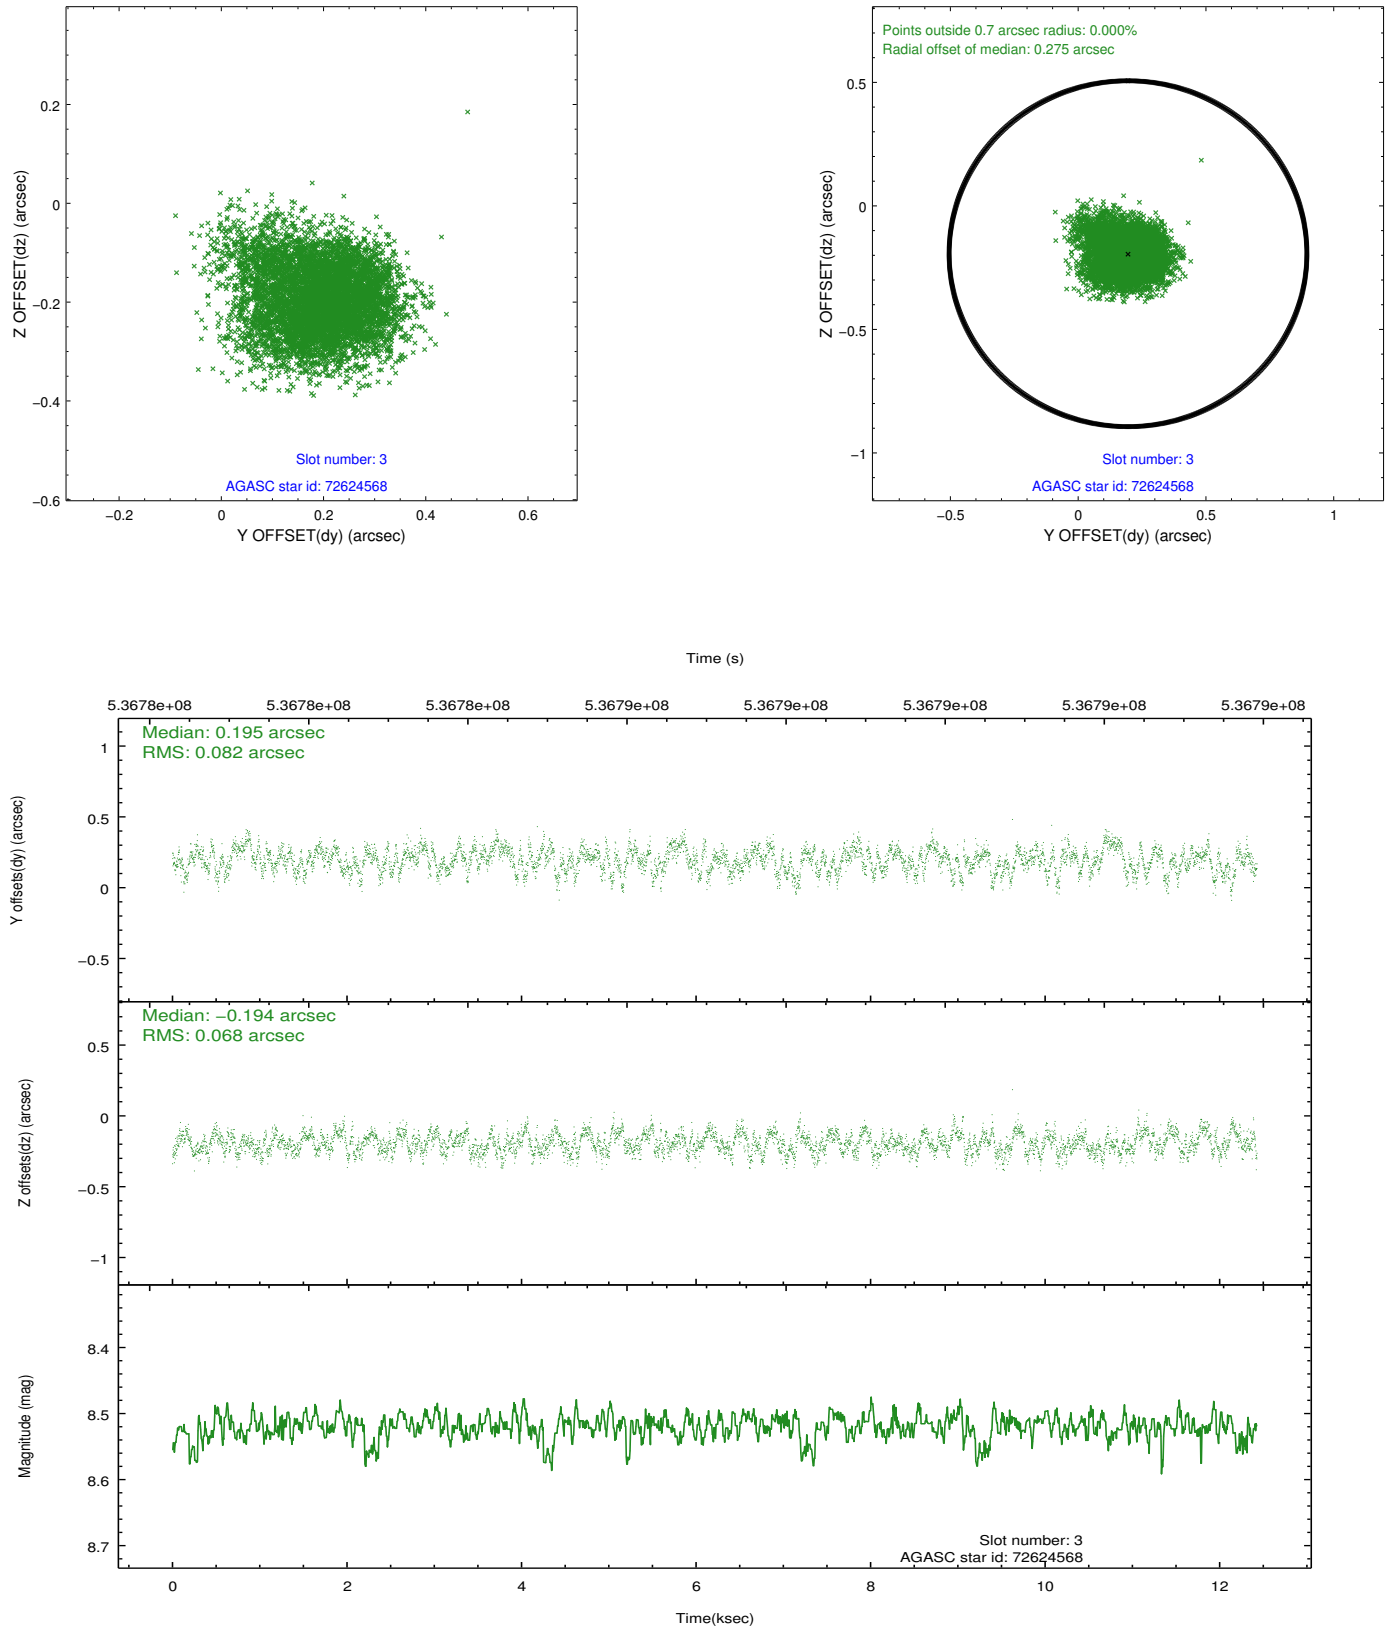 0.2
0
−0.2
−0.4
−0.6
Z OFFSET(dz) (arcsec)
Slot number: 3
AGASC star id: 72624568
−0.2 0 0.2 0.4 0.6
Y OFFSET(dy) (arcsec)
Points outside 0.7 arcsec radius: 0.000%
Radial offset of median: 0.275 arcsec
0.5
0
−0.5
−1
Z OFFSET(dz) (arcsec)
Slot number: 3
AGASC star id: 72624568
−0.5 0 0.5 1
Y OFFSET(dy) (arcsec)
Time (s)
5.3678e+08 5.3678e+08 5.3678e+08 5.3679e+08 5.3679e+08 5.3679e+08 5.3679e+08 5.3679e+08
Median: 0.195 arcsec
RMS: 0.082 arcsec
1
0.5
0
−0.5
Y offsets(dy) (arcsec)
Median: −0.194 arcsec
RMS: 0.068 arcsec
0.5
0
−0.5
−1
Z offsets(dz) (arcsec)
8.4
8.5
8.6
8.7
Magnitude (mag)
Slot number: 3
AGASC star id: 72624568
0 2 4 6 8 10 12
Time(ksec)